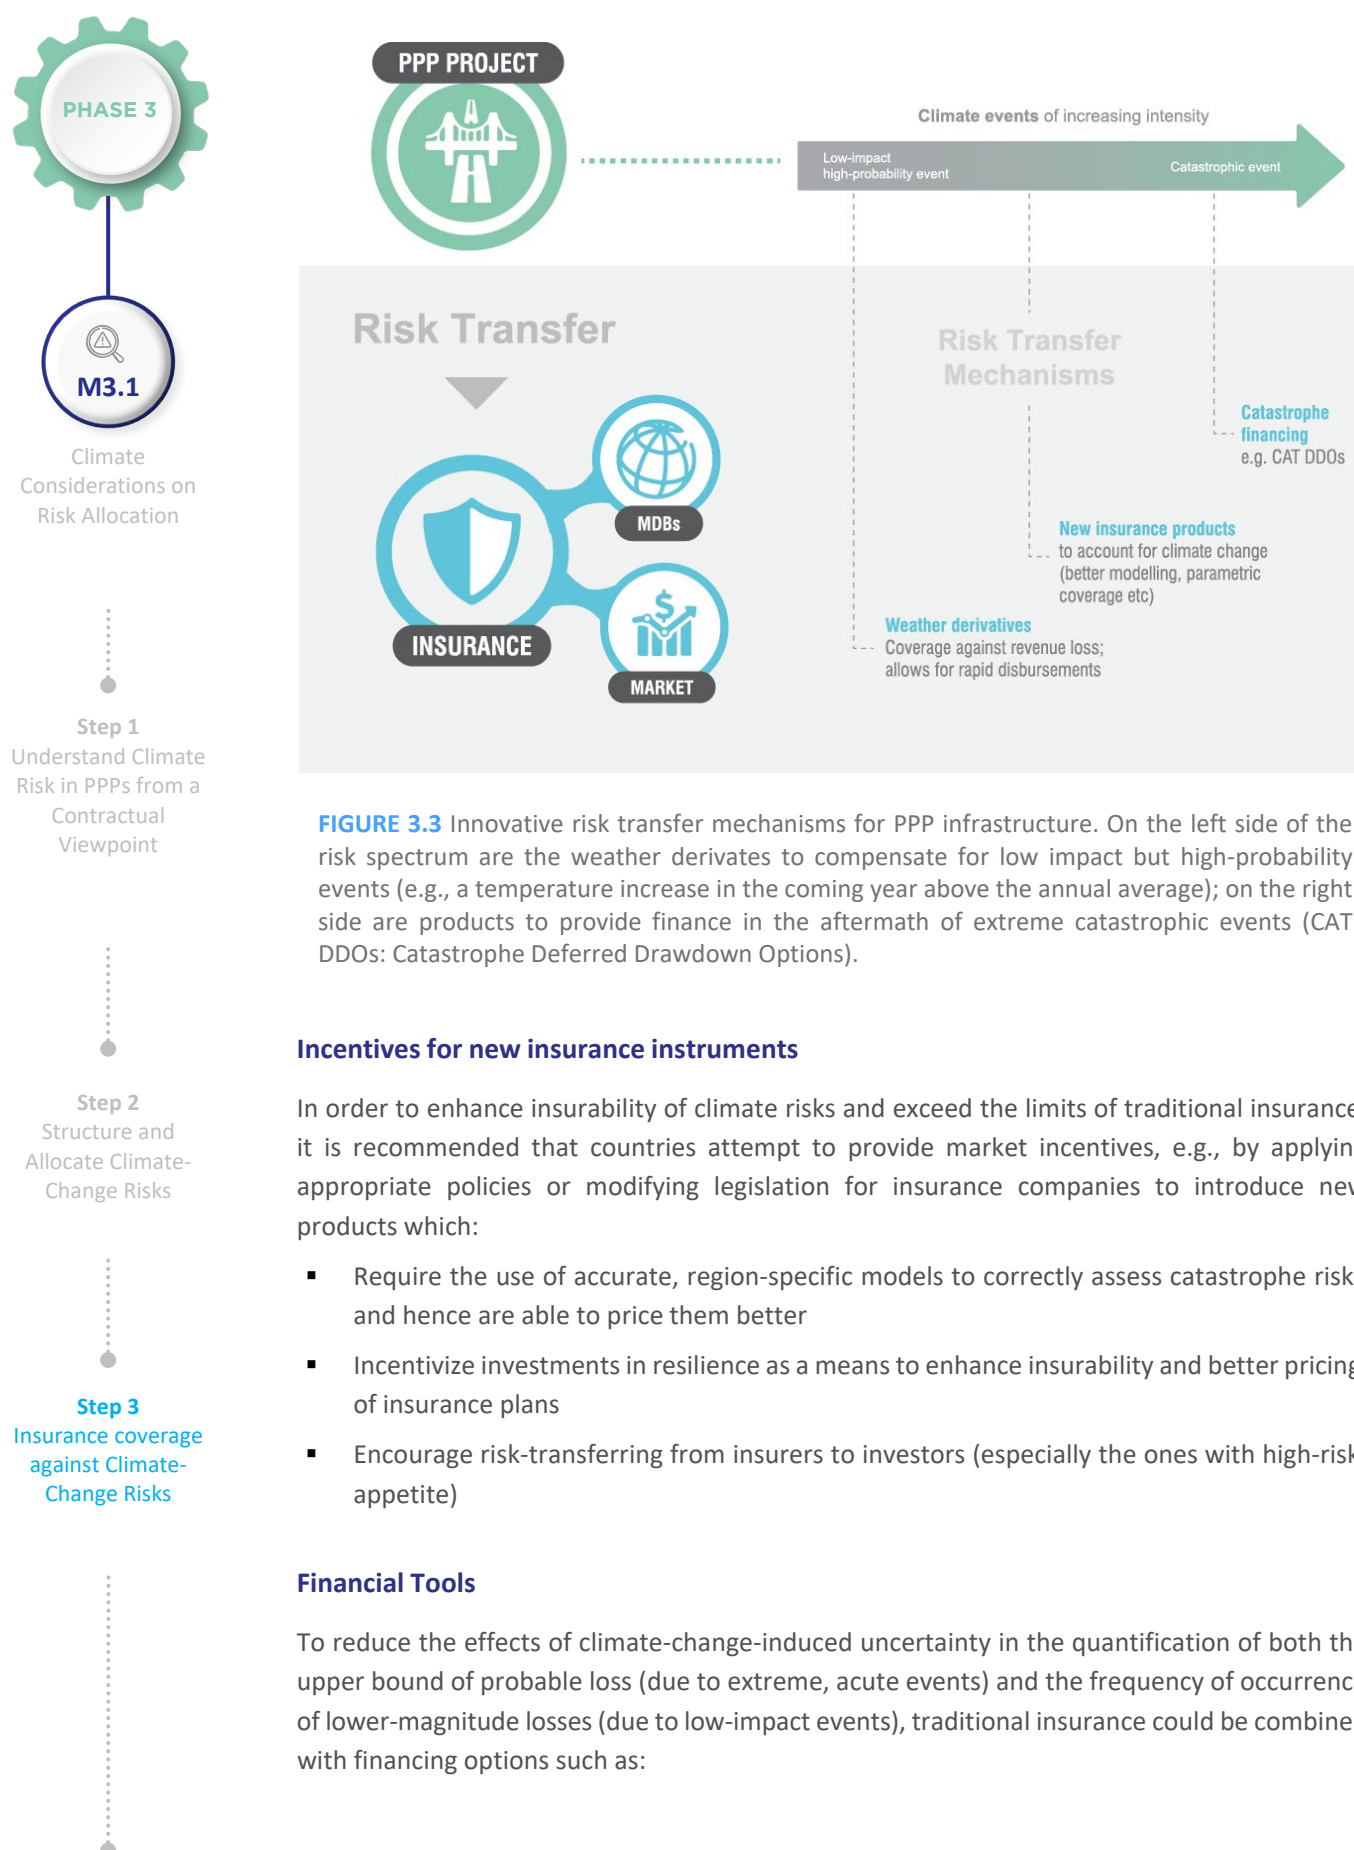 PHASE 3
M3.1
Climate
Considerations on
Risk Allocation
Step 1
Understand Climate
Risk in PPPs from a
Contractual
Viewpoint
Step 2
Structure and
Allocate Climate-
Change Risks
Step 3
Insurance coverage
against Climate-
Change Risks
PPP PROJECT
Climate events of increasing intensity
Low-impact
high-probability event
Catastrophic event
Risk Transfer
Risk Transfer
Mechanisms
MDBs
INSURANCE
MARKET
Catastrophe
financing
e.g. CAT DDOs
New insurance products
to account for climate change
(better modelling, parametric
coverage etc)
Weather derivatives
Coverage against revenue loss;
allows for rapid disbursements
FIGURE 3.3 Innovative risk transfer mechanisms for PPP infrastructure. On the left side of the
risk spectrum are the weather derivates to compensate for low impact but high-probability
events (e.g., a temperature increase in the coming year above the annual average); on the right
side are products to provide finance in the aftermath of extreme catastrophic events (CAT
DDOs: Catastrophe Deferred Drawdown Options).
Incentives for new insurance instruments
In order to enhance insurability of climate risks and exceed the limits of traditional insurance
it is recommended that countries attempt to provide market incentives, e.g., by applyin
appropriate policies or modifying legislation for insurance companies to introduce new
products which:
▪ Require the use of accurate, region-specific models to correctly assess catastrophe risk
and hence are able to price them better
▪ Incentivize investments in resilience as a means to enhance insurability and better pricing
of insurance plans
▪ Encourage risk-transferring from insurers to investors (especially the ones with high-risk
appetite)
Financial Tools
To reduce the effects of climate-change-induced uncertainty in the quantification of both th
upper bound of probable loss (due to extreme, acute events) and the frequency of occurrenc
of lower-magnitude losses (due to low-impact events), traditional insurance could be combine
with financing options such as: